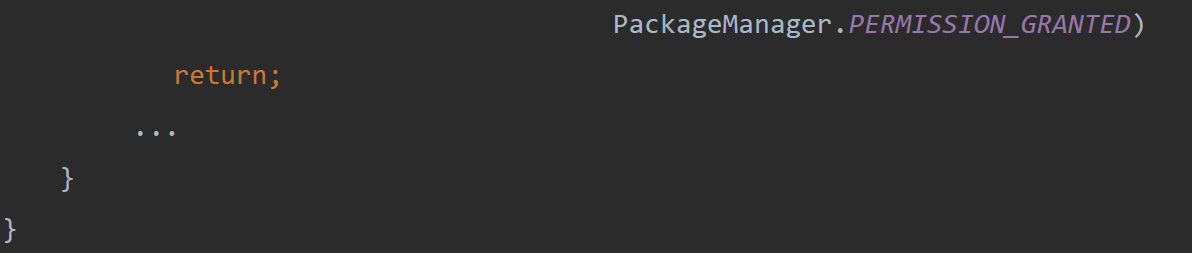 PackageManager.PERMISSION_GRANTED)
return;
...
}
}